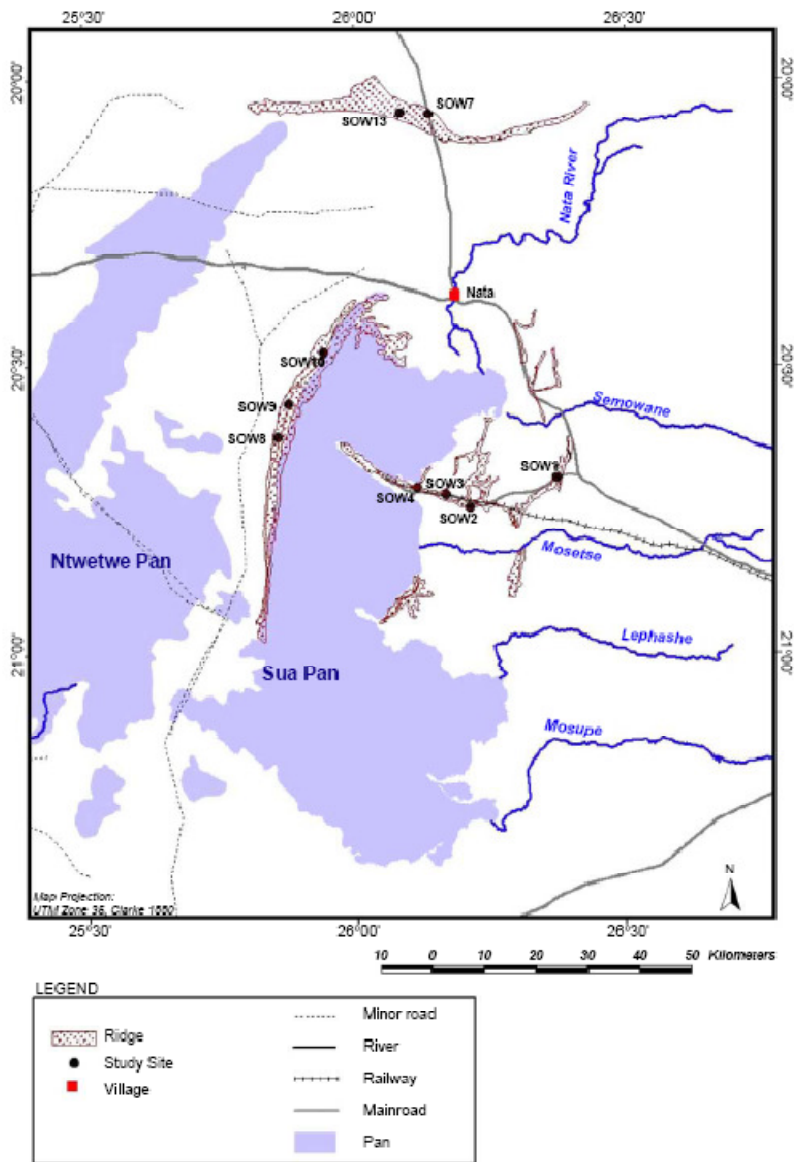 25°30' 26°00' 26°30'
20°00' 20°00'
SOW7
SOW13
Nata River
Nata
SOW10
20°30' 20°30'
SOW9
Semowane
SOW8
SOW1
SOW3
SOW4
SOW2
Mosetse
Ntwetwe Pan
Lephashe
21°00' 21°00'
Sua Pan
Mosupe
N
Map Projection:
UTM Zone 35, Clarke 1880
25°30' 26°00' 26°30'
10 0 10 20 30 40 50 Kilometers
LEGEND
Ridge
Study Site
Village
Minor road
River
Railway
Mainroad
Pan